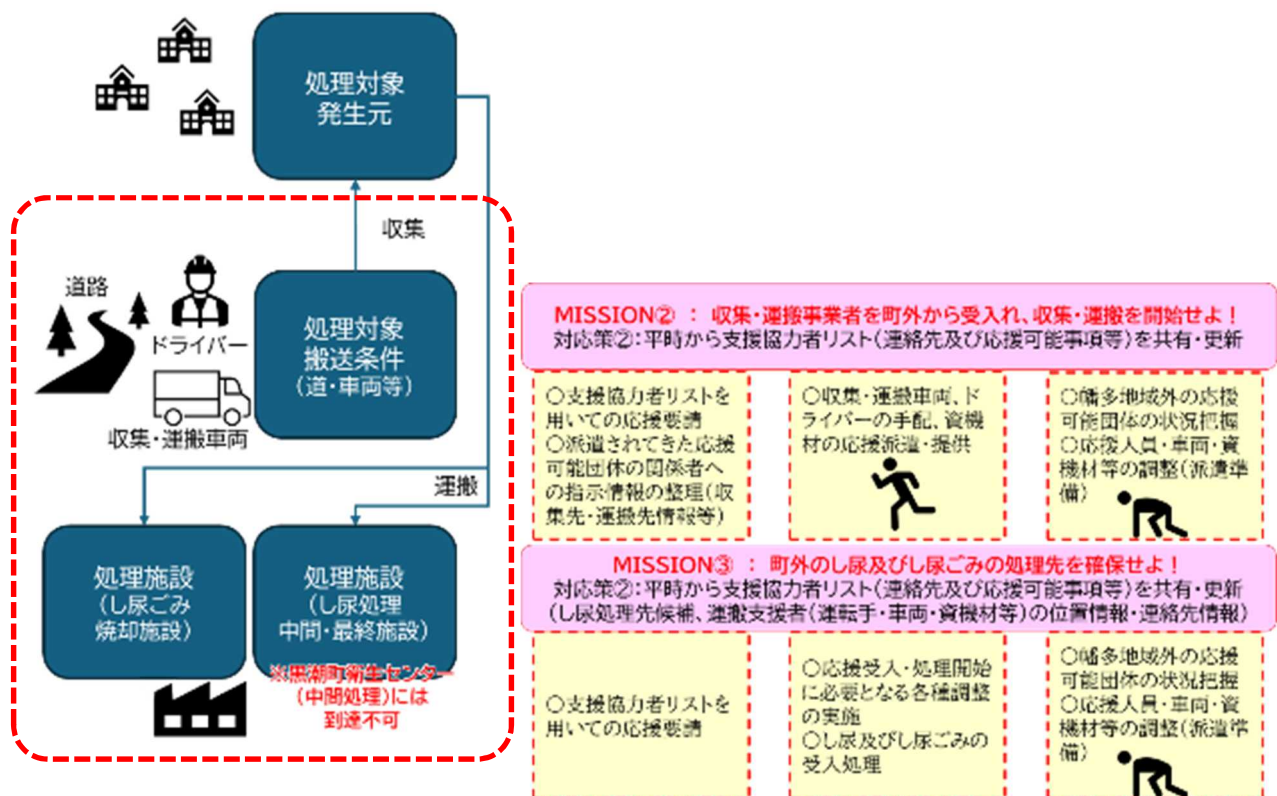 処理対象
発生元
収集
道路
ドライバー
収集・運搬車両
処理対象
搬送条件
（道・車両等）
運搬
処理施設
（し尿ごみ
焼却施設）
処理施設
（し尿処理
中間・最終施設）
※黒潮町衛生センター
（中間処理）には
到達不可
MISSION② ： 収集・運搬事業者を町外から受入れ、収集・運搬を開始せよ！
対応策②：平時から支援協力者リスト（連絡先及び応援可能事項等）を共有・更新
○支援協力者リストを
用いての応援要請
○派遣されてきた応援
可能団体の関係者へ
の指示情報の整理（収
集先・運搬先情報等）
○収集・運搬車両、ド
ライバーの手配、資機
材の応援派遣・提供
○幡多地域外の応援
可能団体の状況把握
○応援人員・車両・資
機材等の調整（派遣準
備）
MISSION③ ： 町外のし尿及びし尿ごみの処理先を確保せよ！
対応策②：平時から支援協力者リスト（連絡先及び応援可能事項等）を共有・更新
（し尿処理先候補、運搬支援者（運転手・車両・資機材等）の位置情報・連絡先情報）
○支援協力者リストを
用いての応援要請
○応援受入・処理開始
に必要となる各種調整
の実施
○し尿及びし尿ごみの
受入処理
○幡多地域外の応援
可能団体の状況把握
○応援人員・車両・資
機材等の調整（派遣準
備）